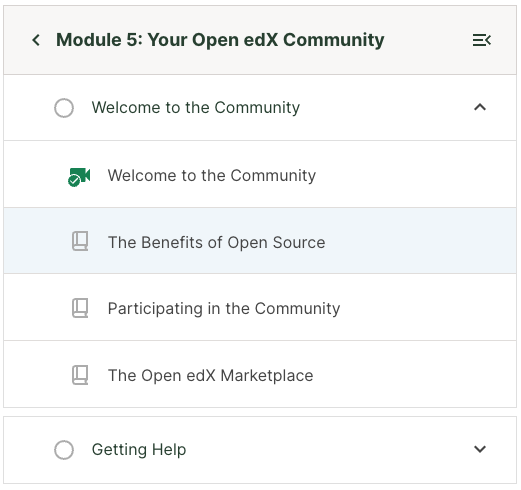 Module 5: Your Open edX Community
Welcome to the Community
Welcome to the Community
The Benefits of Open Source
Participating in the Community
The Open edX Marketplace
Getting Help